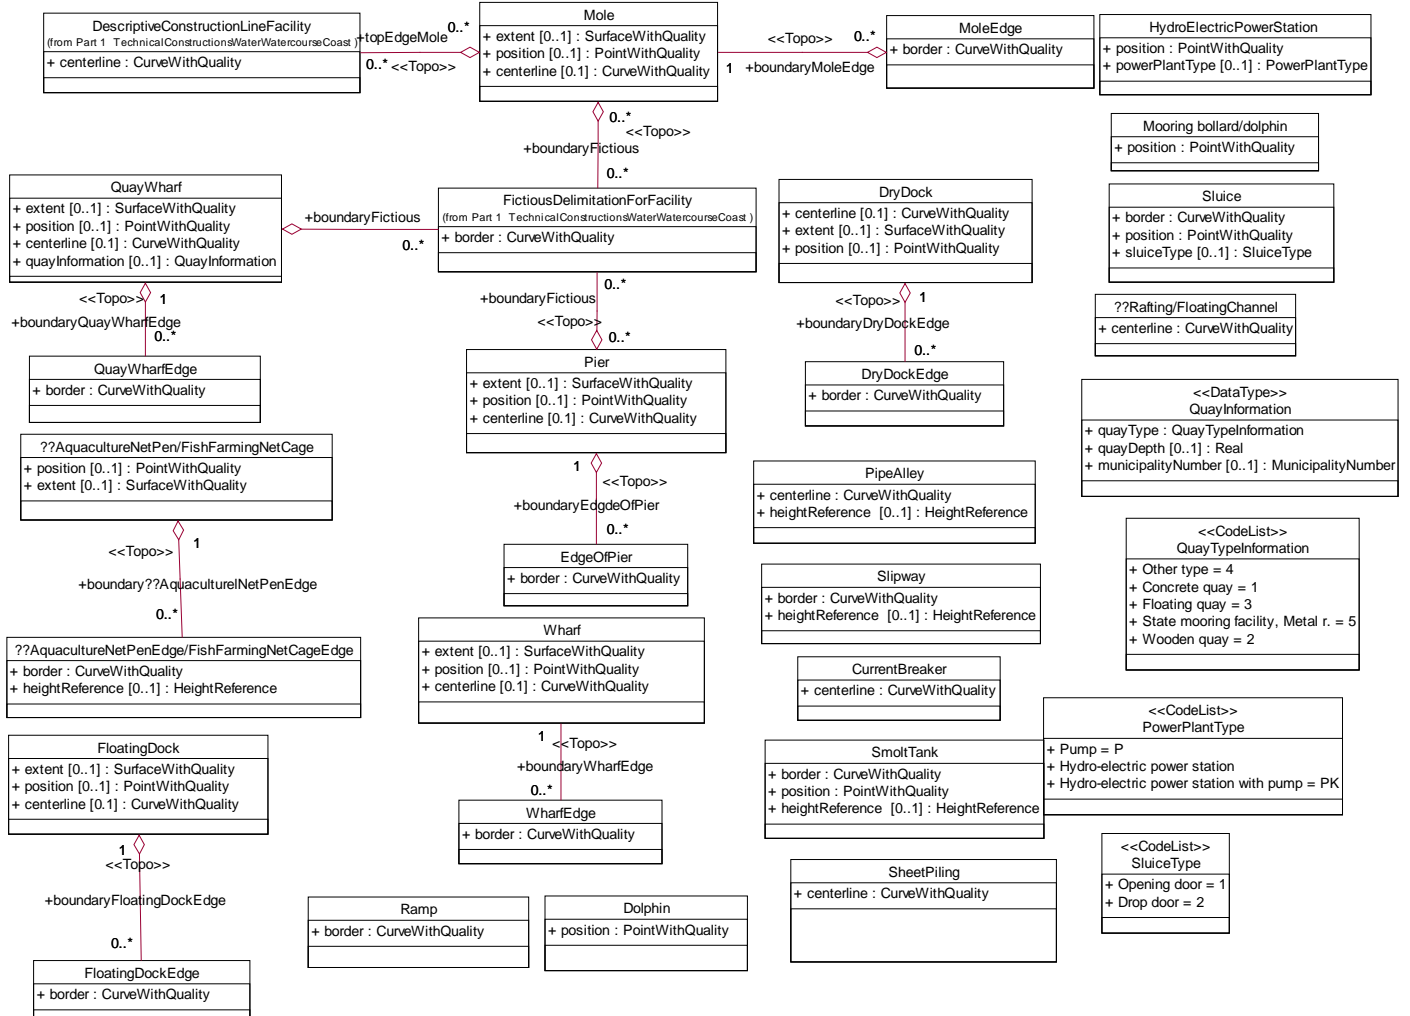 DescriptiveConstructionLineFacility
(from Part 1 TechnicalConstructionsWaterWatercourseCoast )
+ centerline : CurveWithQuality
+topEdgeMole
0..*
0..*
<<Topo>>
Mole
+ extent [0..1] : SurfaceWithQuality
+ position [0..1] : PointWithQuality
+ centerline [0.1] : CurveWithQuality
<<Topo>>
0..*
1
+boundaryMoleEdge
MoleEdge
+ border : CurveWithQuality
HydroElectricPowerStation
+ position : PointWithQuality
+ powerPlantType [0..1] : PowerPlantType
0..*
<<Topo>>
+boundaryFictious
0..*
Mooring bollard/dolphin
+ position : PointWithQuality
QuayWharf
+ extent [0..1] : SurfaceWithQuality
+ position [0..1] : PointWithQuality
+ centerline [0.1] : CurveWithQuality
+ quayInformation [0..1] : QuayInformation
+boundaryFictious
0..*
FictiousDelimitationForFacility
(from Part 1 TechnicalConstructionsWaterWatercourseCoast )
+ border : CurveWithQuality
DryDock
+ centerline [0.1] : CurveWithQuality
+ extent [0..1] : SurfaceWithQuality
+ position [0..1] : PointWithQuality
Sluice
+ border : CurveWithQuality
+ position : PointWithQuality
+ sluiceType [0..1] : SluiceType
<<Topo>>
1
+boundaryQuayWharfEdge
0..*
0..*
+boundaryFictious
<<Topo>>
0..*
<<Topo>>
1
+boundaryDryDockEdge
0..*
??Rafting/FloatingChannel
+ centerline : CurveWithQuality
QuayWharfEdge
+ border : CurveWithQuality
Pier
+ extent [0..1] : SurfaceWithQuality
+ position [0..1] : PointWithQuality
+ centerline [0.1] : CurveWithQuality
DryDockEdge
+ border : CurveWithQuality
<<DataType>>
QuayInformation
+ quayType : QuayTypeInformation
+ quayDepth [0..1] : Real
+ municipalityNumber [0..1] : MunicipalityNumber
??AquacultureNetPen/FishFarmingNetCage
+ position [0..1] : PointWithQuality
+ extent [0..1] : SurfaceWithQuality
1
<<Topo>>
+boundaryEdgdeOfPier
0..*
PipeAlley
+ centerline : CurveWithQuality
+ heightReference [0..1] : HeightReference
<<CodeList>>
QuayTypeInformation
+ Other type = 4
+ Concrete quay = 1
+ Floating quay = 3
+ State mooring facility, Metal r. = 5
+ Wooden quay = 2
1
<<Topo>>
+boundary??AquaculturelNetPenEdge
0..*
EdgeOfPier
+ border : CurveWithQuality
Slipway
+ border : CurveWithQuality
+ heightReference [0..1] : HeightReference
??AquacultureNetPenEdge/FishFarmingNetCageEdge
+ border : CurveWithQuality
+ heightReference [0..1] : HeightReference
Wharf
+ extent [0..1] : SurfaceWithQuality
+ position [0..1] : PointWithQuality
+ centerline [0.1] : CurveWithQuality
CurrentBreaker
+ centerline : CurveWithQuality
<<CodeList>>
PowerPlantType
+ Pump = P
+ Hydro-electric power station
+ Hydro-electric power station with pump = PK
FloatingDock
+ extent [0..1] : SurfaceWithQuality
+ position [0..1] : PointWithQuality
+ centerline [0.1] : CurveWithQuality
1
<<Topo>>
+boundaryWharfEdge
0..*
SmoltTank
+ border : CurveWithQuality
+ position : PointWithQuality
+ heightReference [0..1] : HeightReference
WharfEdge
+ border : CurveWithQuality
1
<<Topo>>
+boundaryFloatingDockEdge
0..*
<<CodeList>>
SluiceType
+ Opening door = 1
+ Drop door = 2
SheetPiling
+ centerline : CurveWithQuality
Ramp
+ border : CurveWithQuality
Dolphin
+ position : PointWithQuality
FloatingDockEdge
+ border : CurveWithQuality